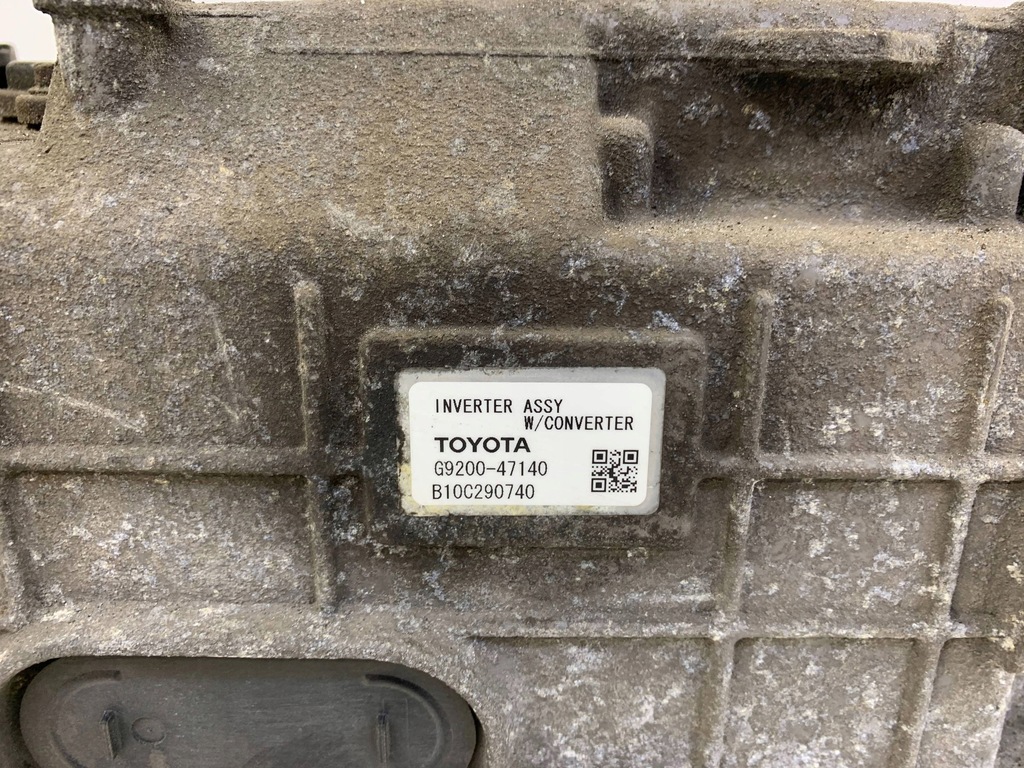 INVERTER ASSY
W/CONVERTER
TOYOTA
G9200-47140
B10C290740